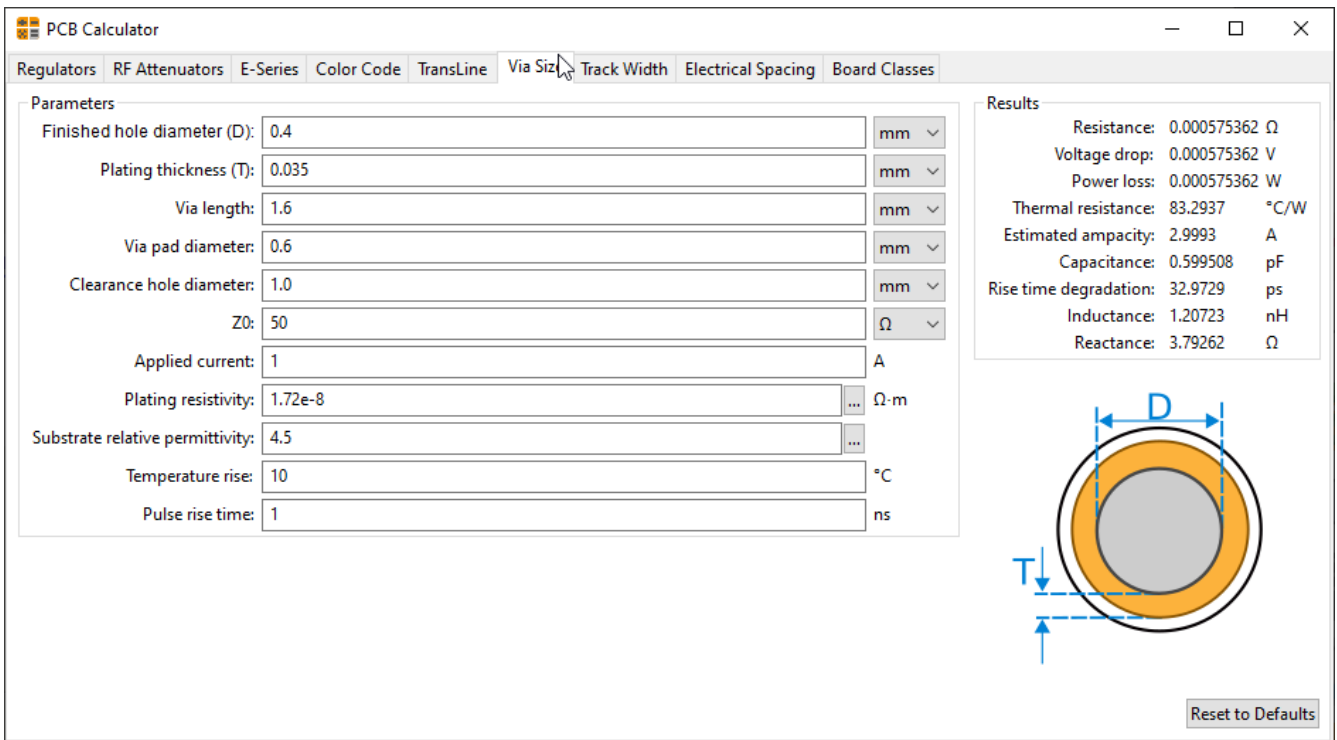 PCB Calculator
Regulators RF Attenuators E-Series Color Code TransLine Via Size Track Width Electrical Spacing Board Classes
Parameters
Finished hole diameter (D): 0.4 mm
Plating thickness (T): 0.035 mm
Via length: 1.6 mm
Via pad diameter: 0.6 mm
Clearance hole diameter: 1.0 mm
Z0: 50 Ω
Applied current: 1 A
Plating resistivity: 1.72e-8 ... Ω·m
Substrate relative permittivity: 4.5 ...
Temperature rise: 10 °C
Pulse rise time: 1 ns
Results
Resistance: 0.000575362 Ω
Voltage drop: 0.000575362 V
Power loss: 0.000575362 W
Thermal resistance: 83.2937 °C/W
Estimated ampacity: 2.9993 A
Capacitance: 0.599508 pF
Rise time degradation: 32.9729 ps
Inductance: 1.20723 nH
Reactance: 3.79262 Ω
D
T
Reset to Defaults